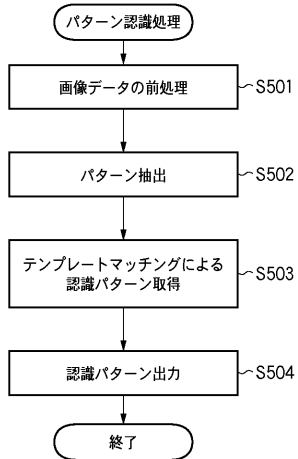 パターン認識処理
画像データの前処理
S501
パターン抽出
S502
テンプレートマッチングによる
認識パターン取得
S503
認識パターン出力
S504
終了